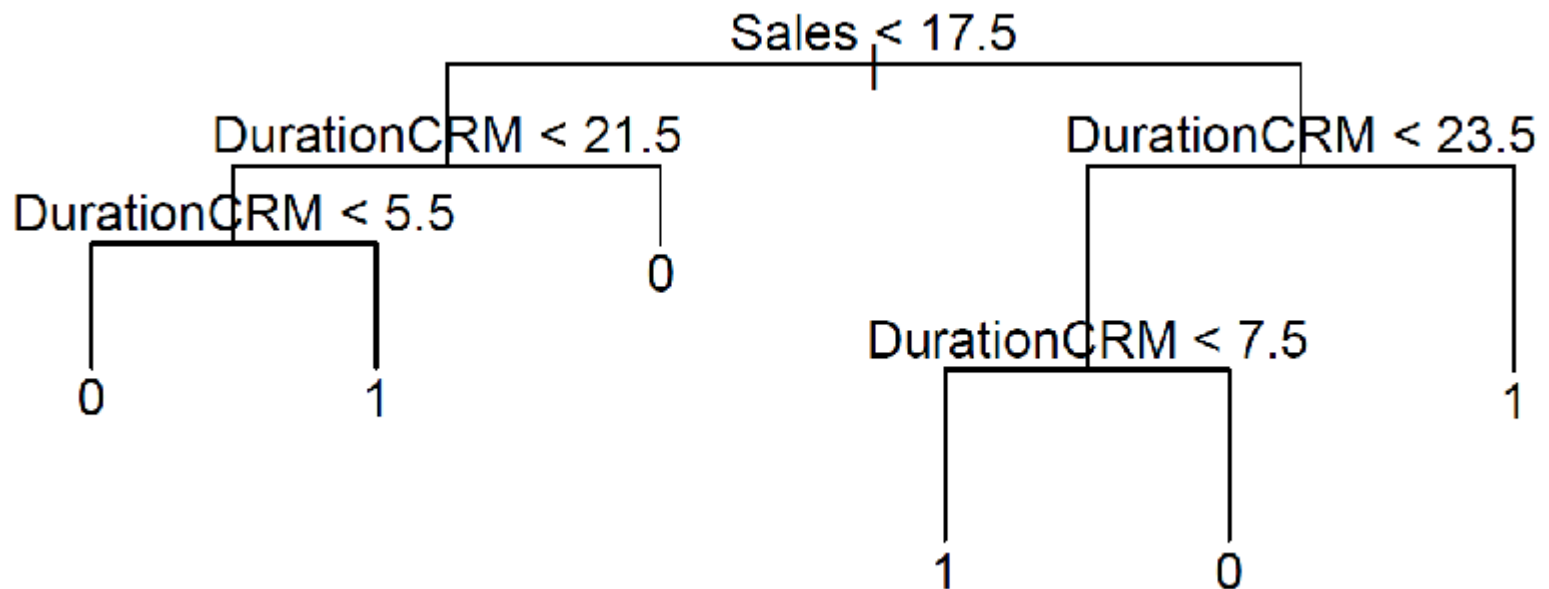 Sales < 17.5
DurationCRM < 21.5
DurationCRM < 23.5
DurationCRM < 5.5
0
DurationCRM < 7.5
0
1
1
1
0